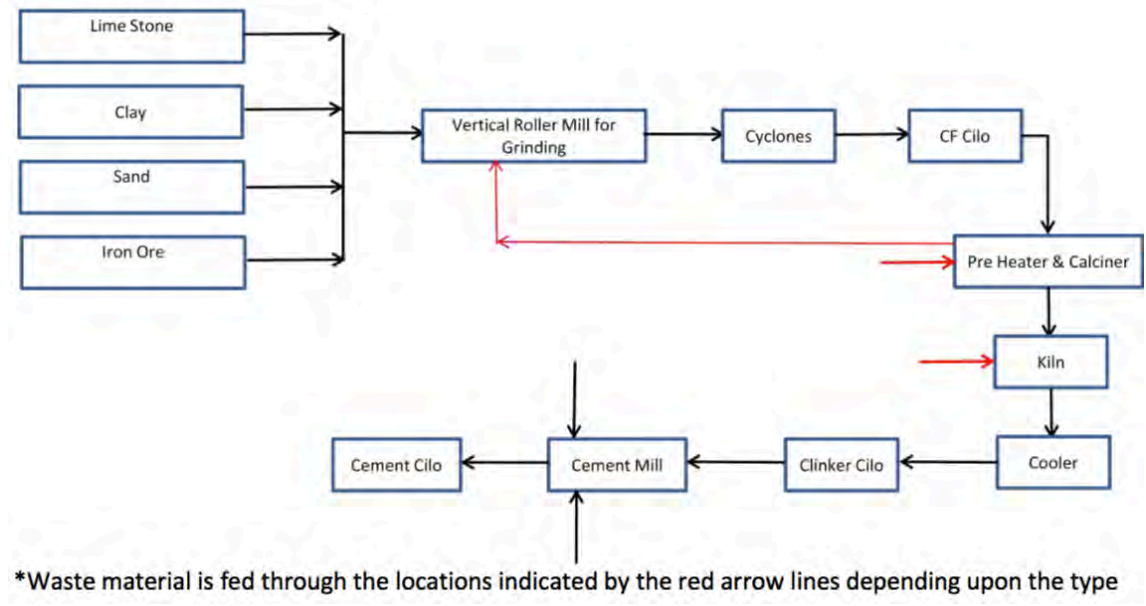 Lime Stone
Clay
Sand
Iron Ore
Vertical Roller Mill for
Grinding
Cyclones
CF Cilo
Pre Heater & Calciner
Kiln
Cooler
Clinker Cilo
Cement Mill
Cement Cilo
*Waste material is fed through the locations indicated by the red arrow lines depending upon the type